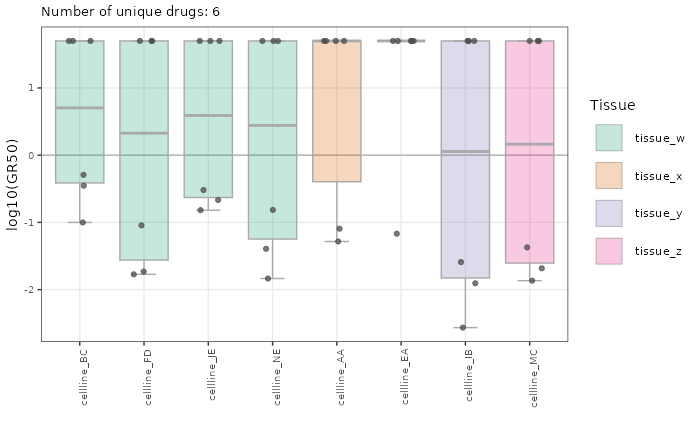 Number of unique drugs: 6
log10(GR50)
1
0
-1
-2
cellline_BC
cellline_FD
cellline_JE
cellline_NE
cellline_AA
cellline_EA
cellline_IB
cellline_MC
Tissue
tissue_w
tissue_x
tissue_y
tissue_z